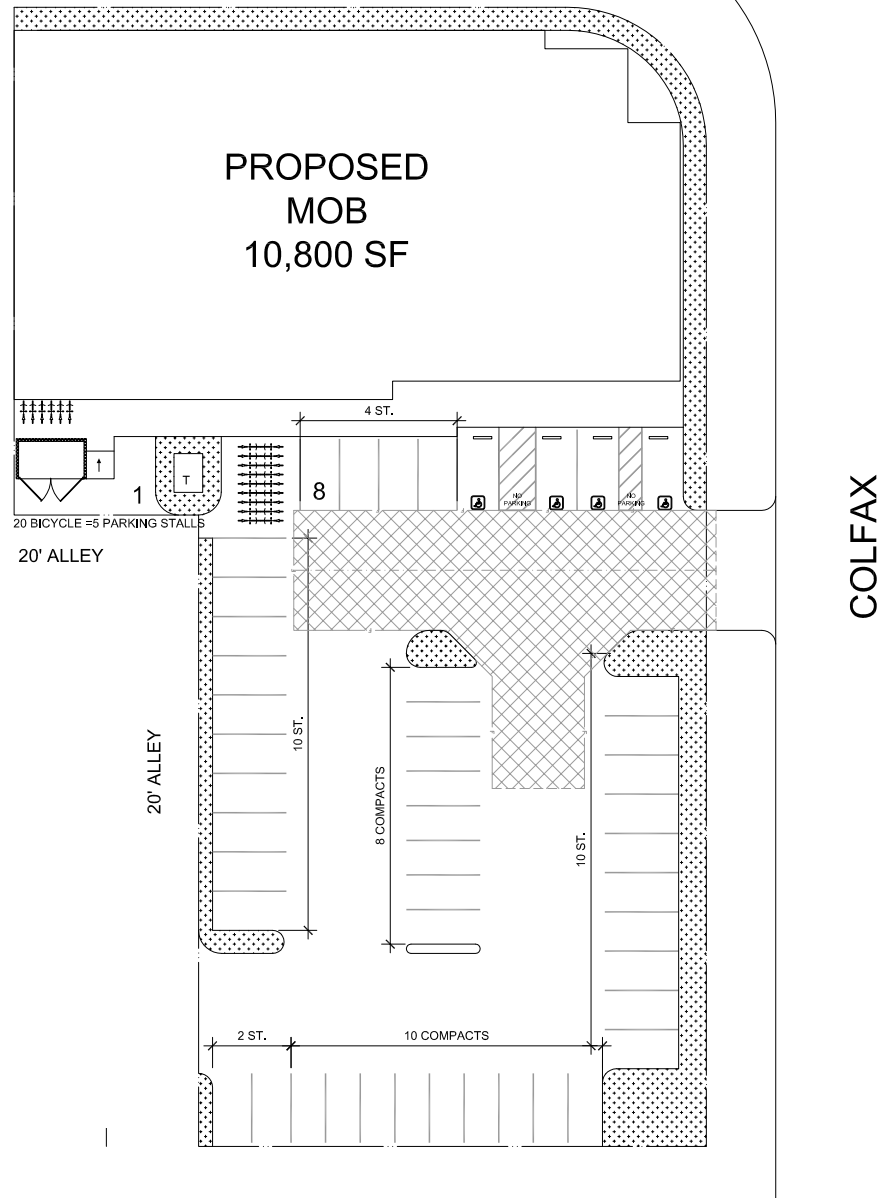 PROPOSED
MOB
10,800 SF
4 ST.
8
NO
PARKING
NO
PARKING
T
1
20 BICYCLE =5 PARKING STALLS
20' ALLEY
COLFAX
20' ALLEY
10 ST.
8 COMPACTS
10 ST.
2 ST.
10 COMPACTS